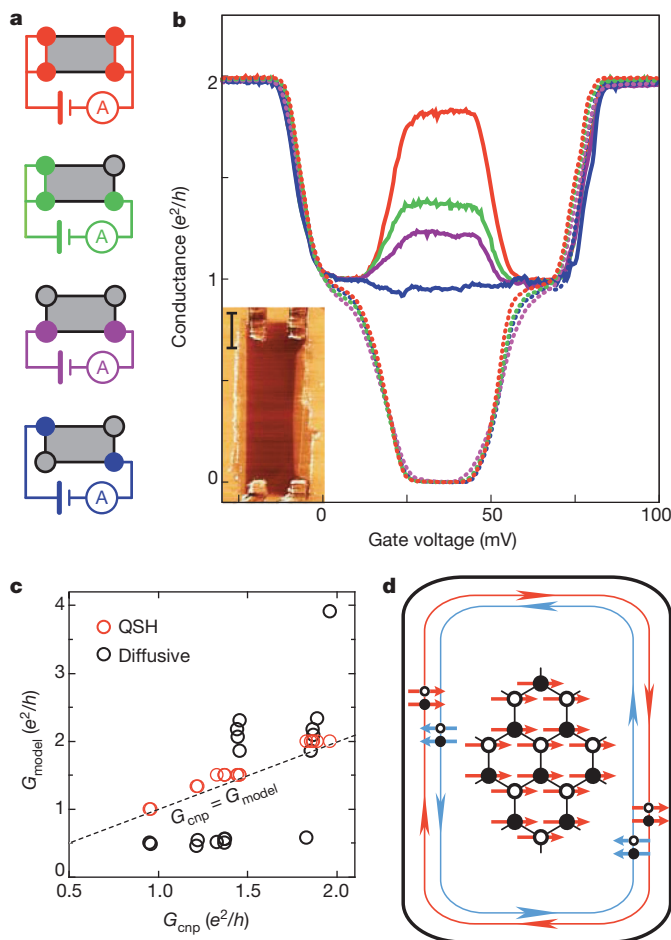 a
A
A
A
A
b
Conductance (e²/h)
2
1
0
0
50
100
Gate voltage (mV)
c
G_model (e²/h)
4
3
2
1
0
QSH
Diffusive
G_cnp = G_model
0.5
1.0
1.5
2.0
G_cnp (e²/h)
d